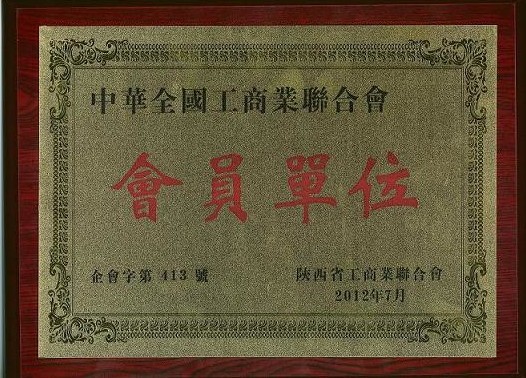 中華全國工商業聯合會
會員單位
企會字第 413 號
陝西省工商業聯合會
2012年7月